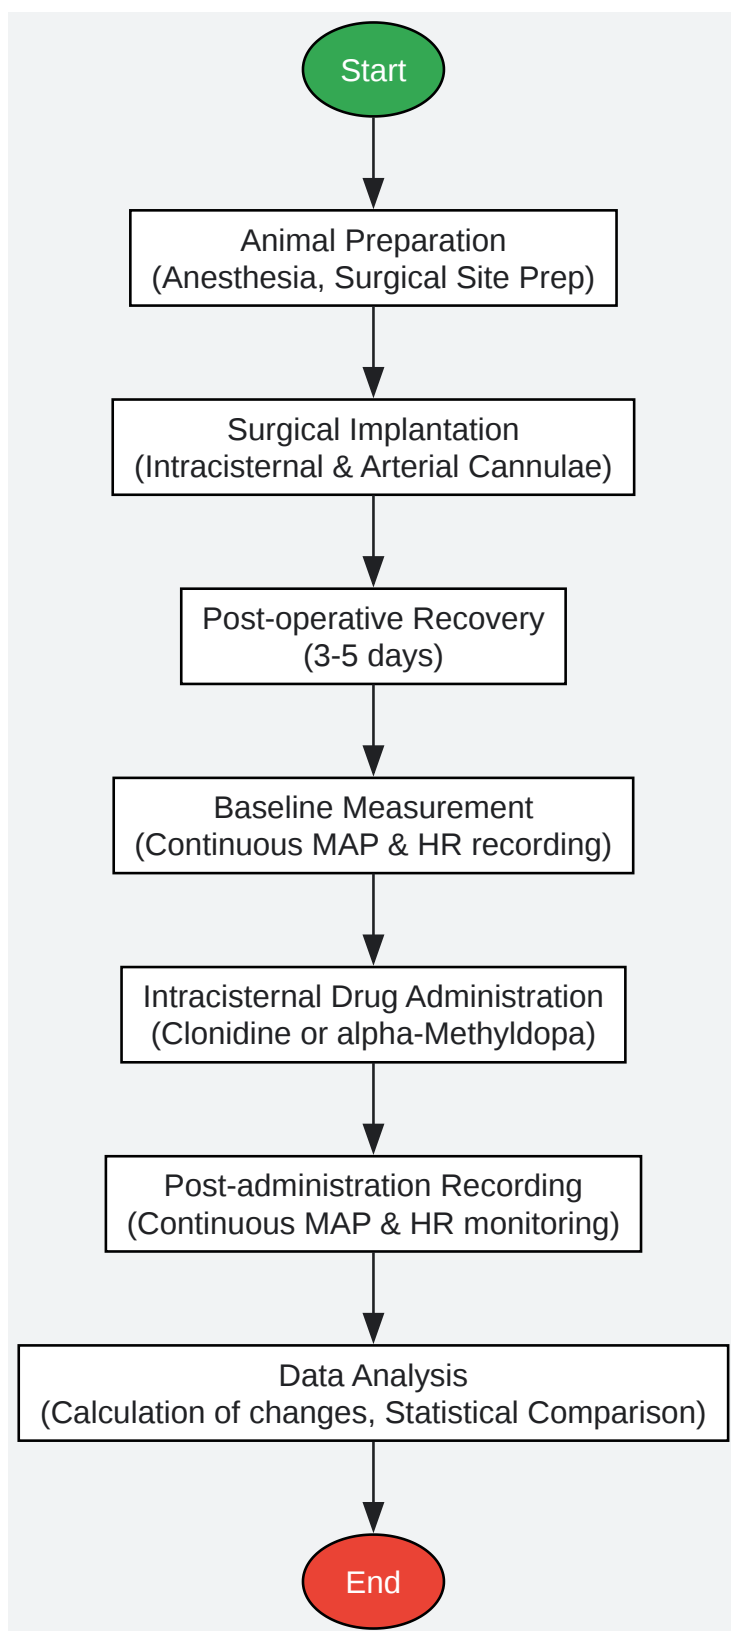 Start
Animal Preparation
(Anesthesia, Surgical Site Prep)
Surgical Implantation
(Intracisternal & Arterial Cannulae)
Post-operative Recovery
(3-5 days)
Baseline Measurement
(Continuous MAP & HR recording)
Intracisternal Drug Administration
(Clonidine or alpha-Methyldopa)
Post-administration Recording
(Continuous MAP & HR monitoring)
Data Analysis
(Calculation of changes, Statistical Comparison)
End